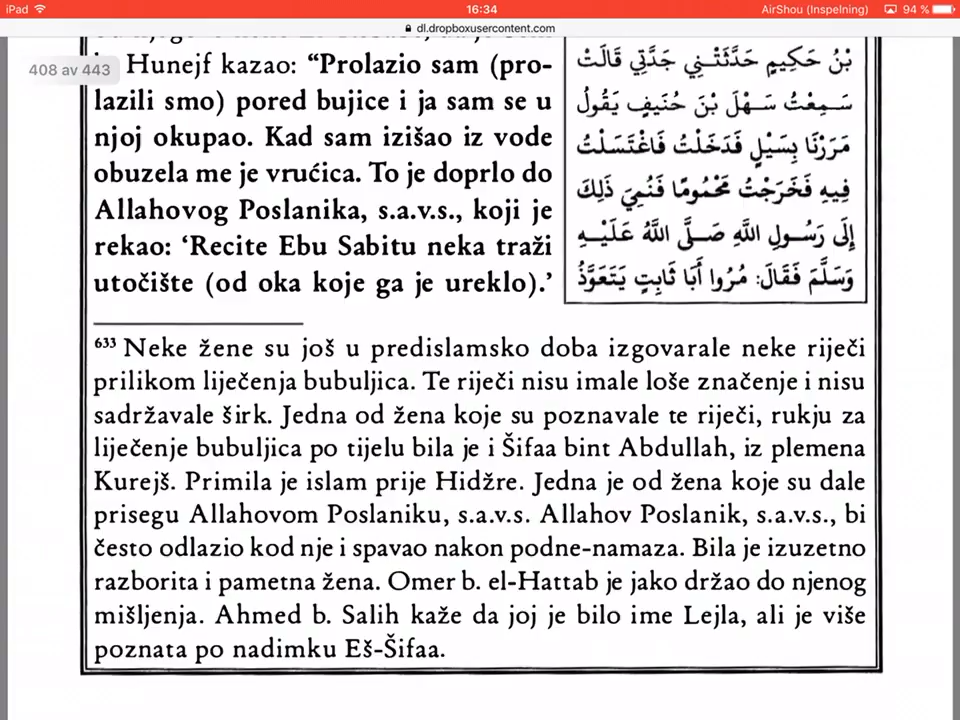 iPad 16:34 AirShou (Inspelning) 94 %
dl.dropboxusercontent.com
408 av 443
Hunejf kazao: “Prolazio sam (pro-
lazili smo) pored bujice i ja sam se u
njoj okupao. Kad sam izišao iz vode
obuzela me je vrućica. To je doprlo do
Allahovog Poslanika, s.a.v.s., koji je
rekao: ‘Recite Ebu Sabitu neka traži
utočište (od oka koje ga je ureklo).’
بْنُ حَكِيمٍ حَدَّثَتْنِي جَدَّتِي قَالَتْ
سَمِعْتُ سَهْلَ بْنَ حُنَيفٍ يَقُولُ
مَرَرْنَا بِسَيْلٍ فَدَخَلْتُ فَاغْتَسَلْتُ
فِيهِ فَخَرَجْتُ مَحْمُومًا فَنُمِيَ ذَلِكَ
إِلَى رَسُولِ اللَّهِ صَلَّى اللَّهُ عَلَيْهِ
وَسَلَّمَ فَقَالَ: مُرُوا أَبَا ثَابِتٍ يَتَعَوَّذُ
633 Neke žene su još u predislamsko doba izgovarale neke riječi
prilikom liječenja bubuljica. Te riječi nisu imale loše značenje i nisu
sadržavale širk. Jedna od žena koje su poznavale te riječi, rukju za
liječenje bubuljica po tijelu bila je i Šifaa bint Abdullah, iz plemena
Kurejš. Primila je islam prije Hidžre. Jedna je od žena koje su dale
prisegu Allahovom Poslaniku, s.a.v.s. Allahov Poslanik, s.a.v.s., bi
često odlazio kod nje i spavao nakon podne-namaza. Bila je izuzetno
razborita i pametna žena. Omer b. el-Hattab je jako držao do njenog
mišljenja. Ahmed b. Salih kaže da joj je bilo ime Lejla, ali je više
poznata po nadimku Eš-Šifaa.